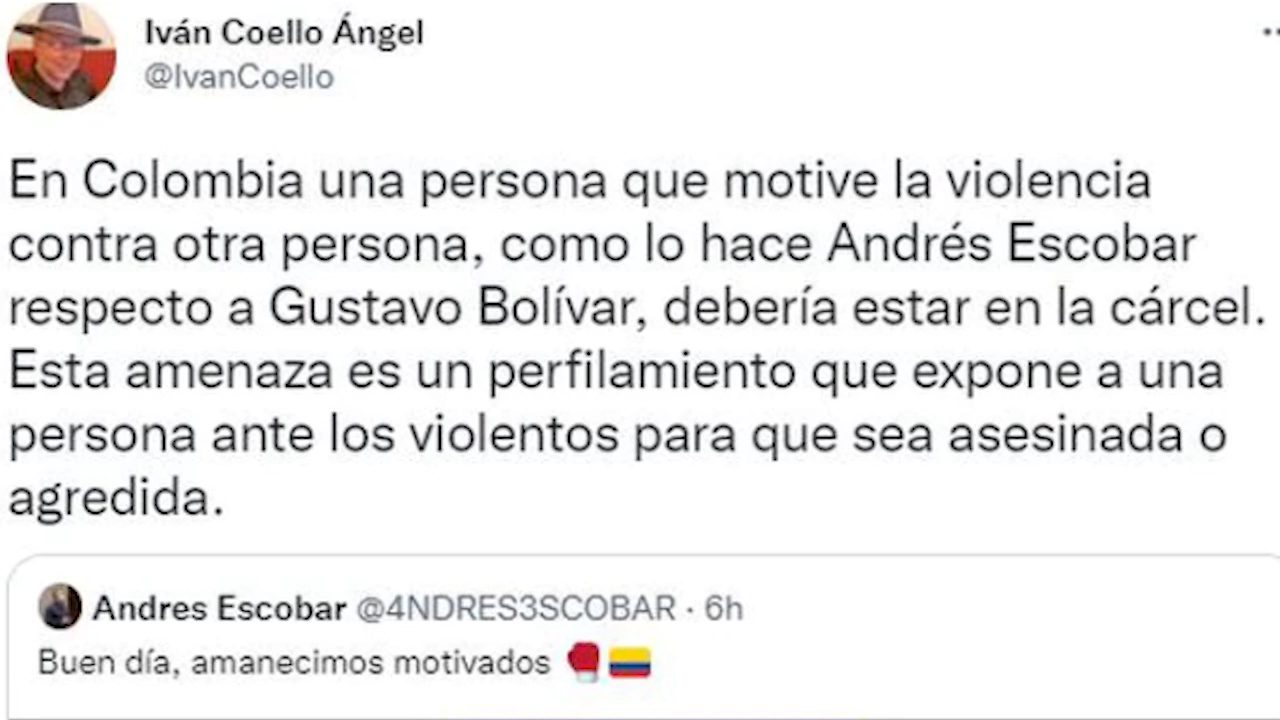 Iván Coello Ángel
@IvanCoello
En Colombia una persona que motive la violencia
contra otra persona, como lo hace Andrés Escobar
respecto a Gustavo Bolívar, debería estar en la cárcel.
Esta amenaza es un perfilamiento que expone a una
persona ante los violentos para que sea asesinada o
agredida.
Andres Escobar @4NDRES3SCOBAR · 6h
Buen día, amanecimos motivados 🥊🇨🇴